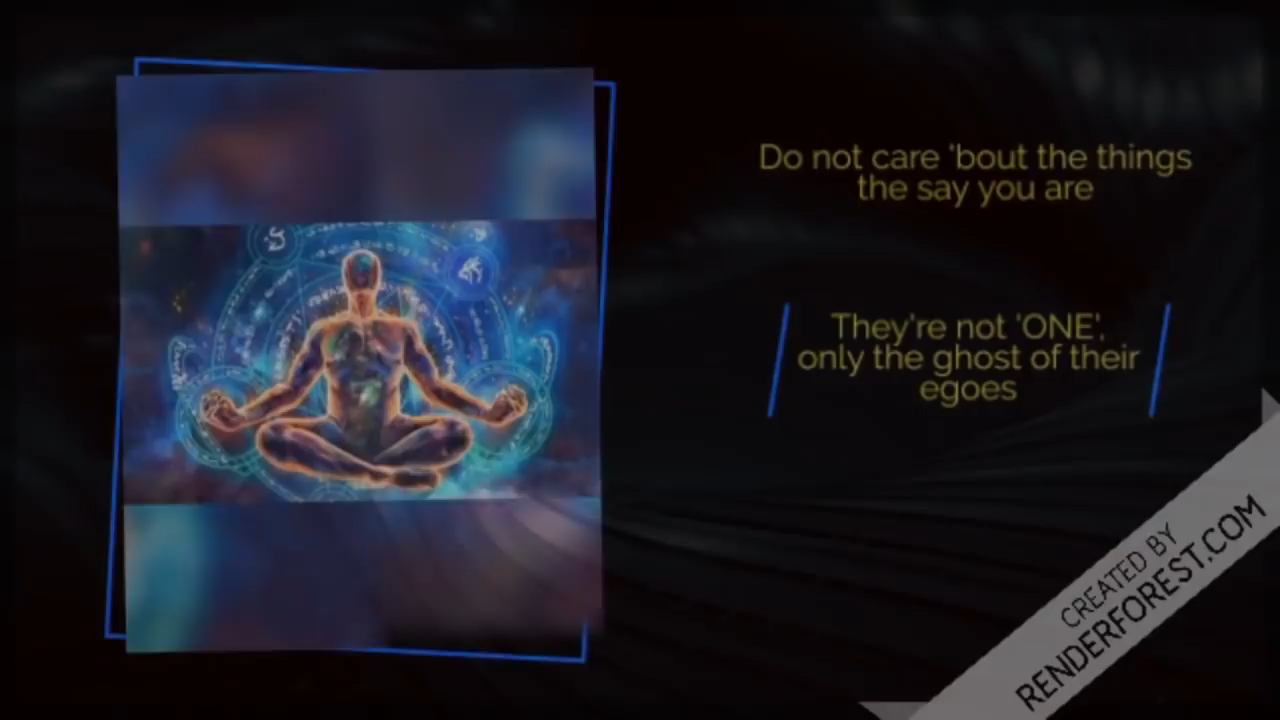 Do not care 'bout the things
the say you are
They're not 'ONE',
only the ghost of their
egoes
CREATED BY
RENDERFOREST.COM